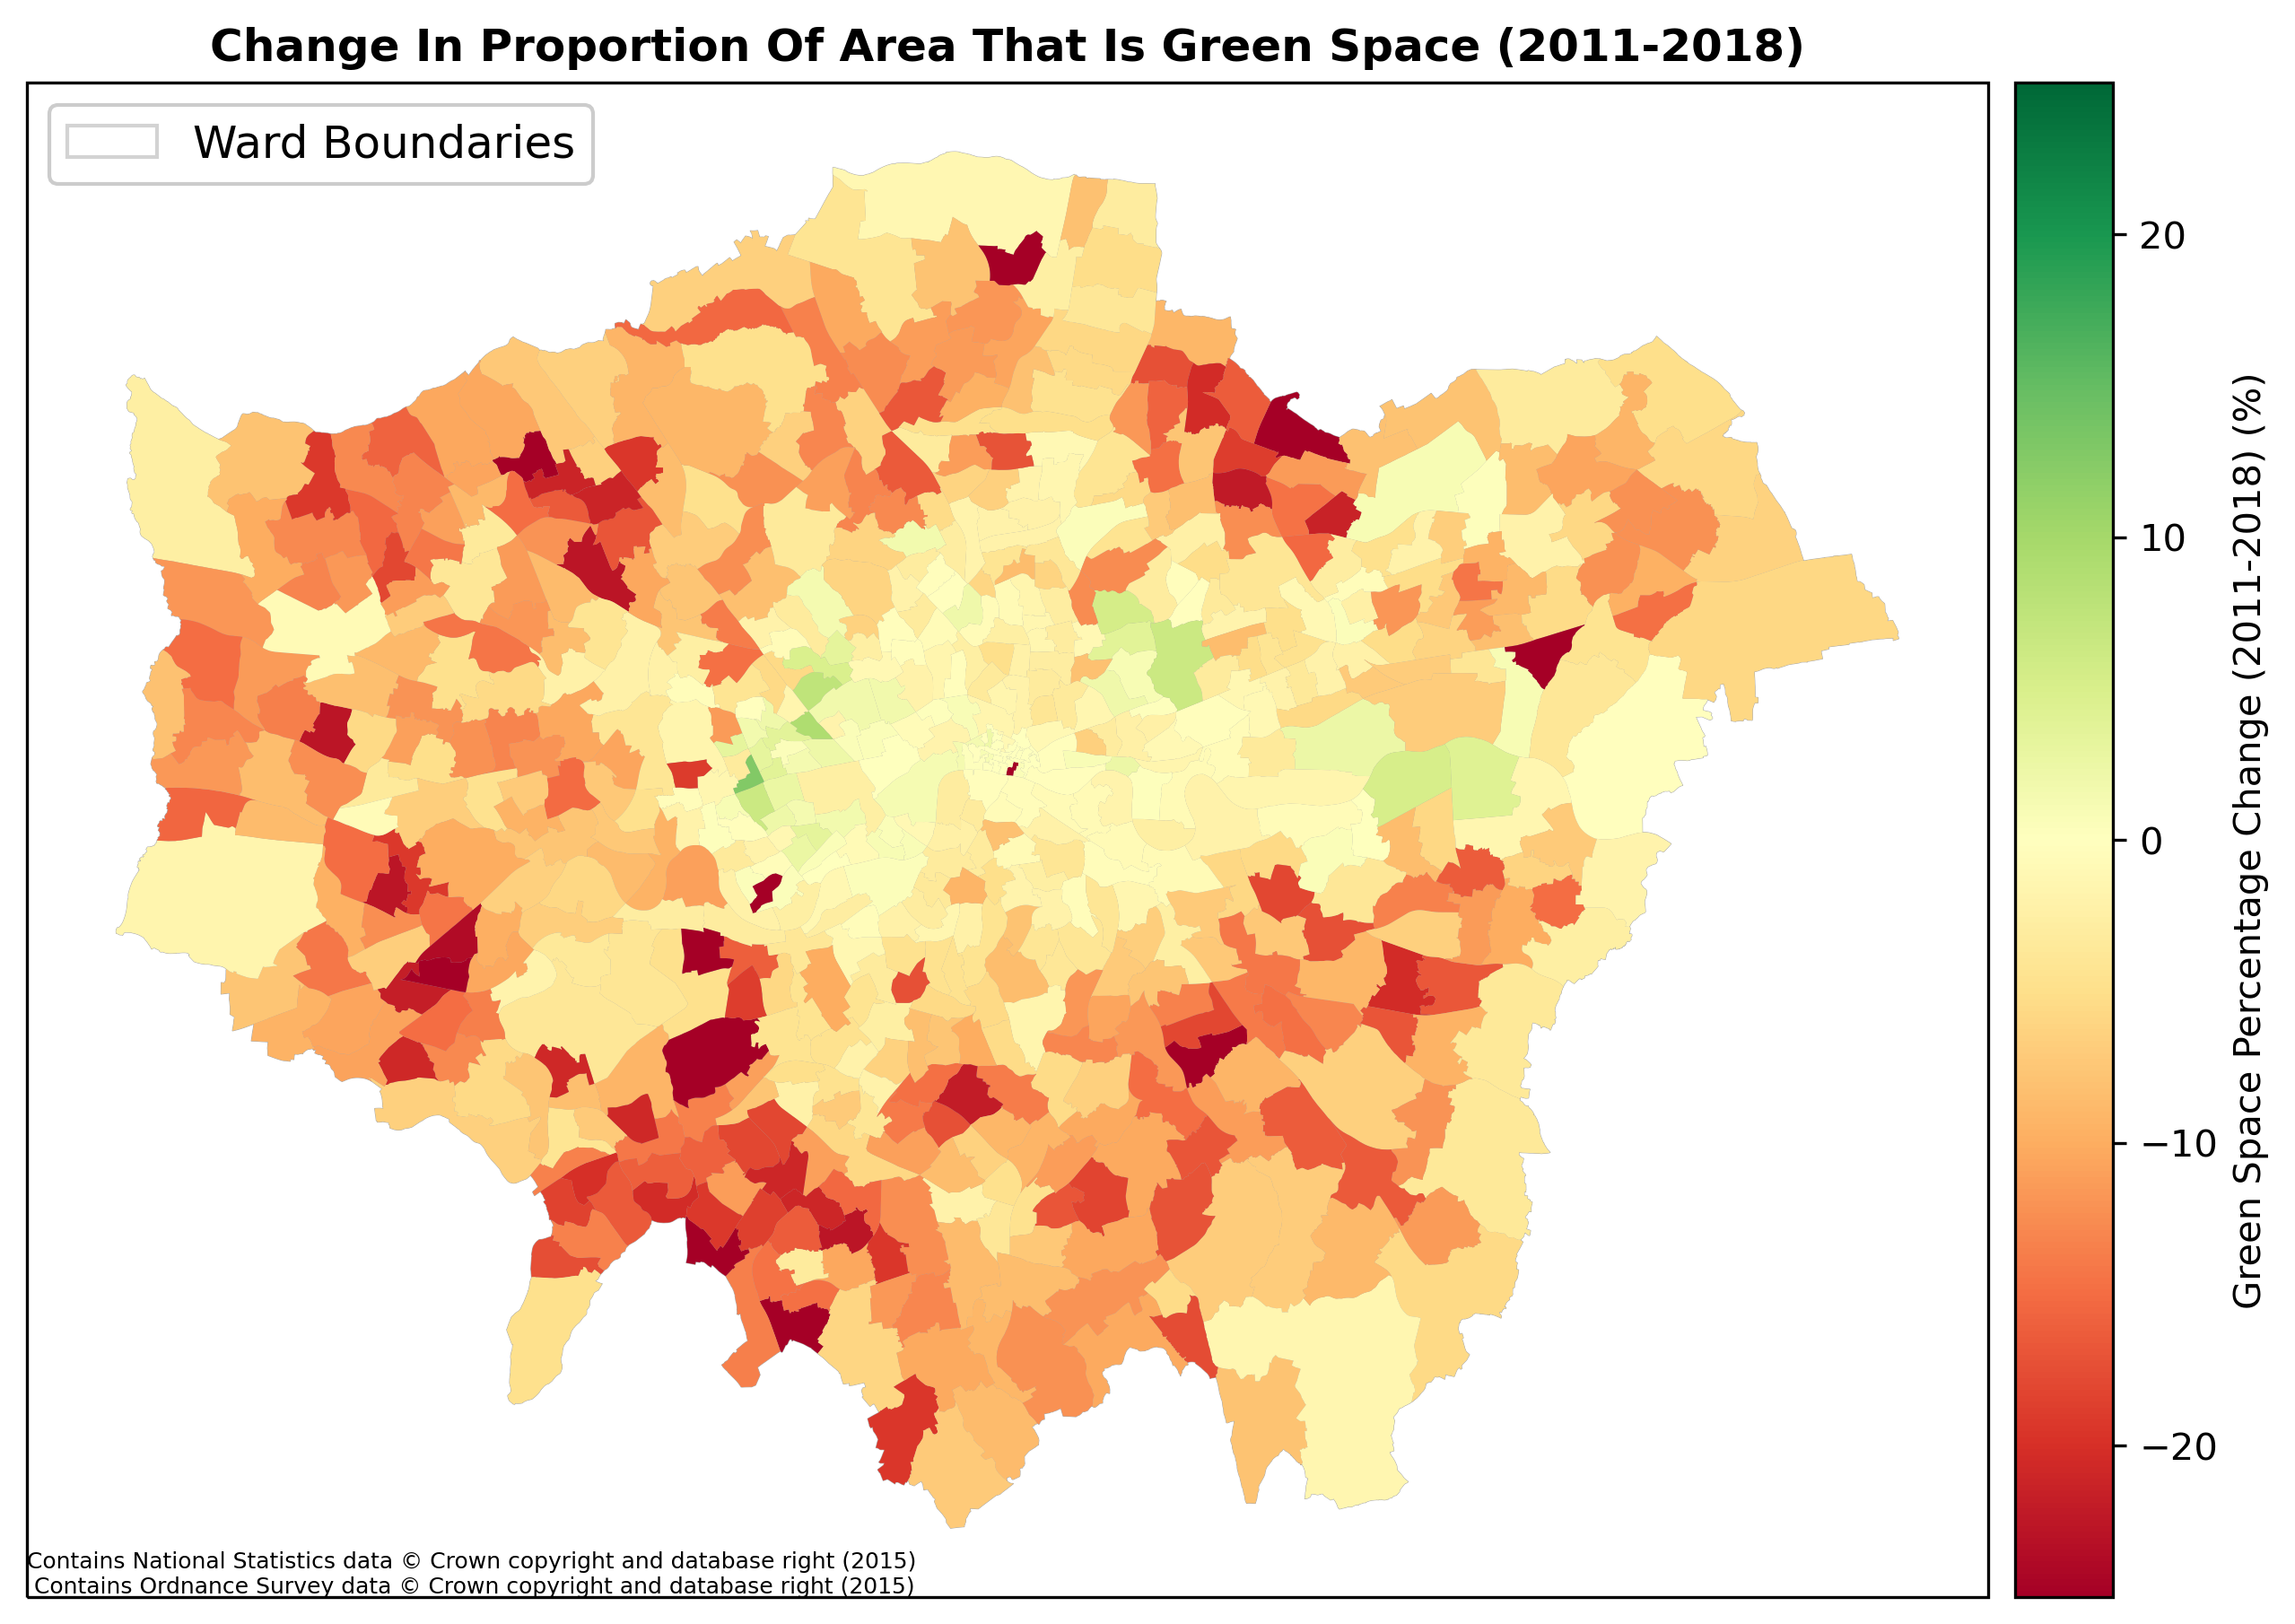 Change In Proportion Of Area That Is Green Space (2011-2018)
Ward Boundaries
20
10
0
−10
−20
Green Space Percentage Change (2011-2018) (%)
Contains National Statistics data © Crown copyright and database right (2015)
Contains Ordnance Survey data © Crown copyright and database right (2015)